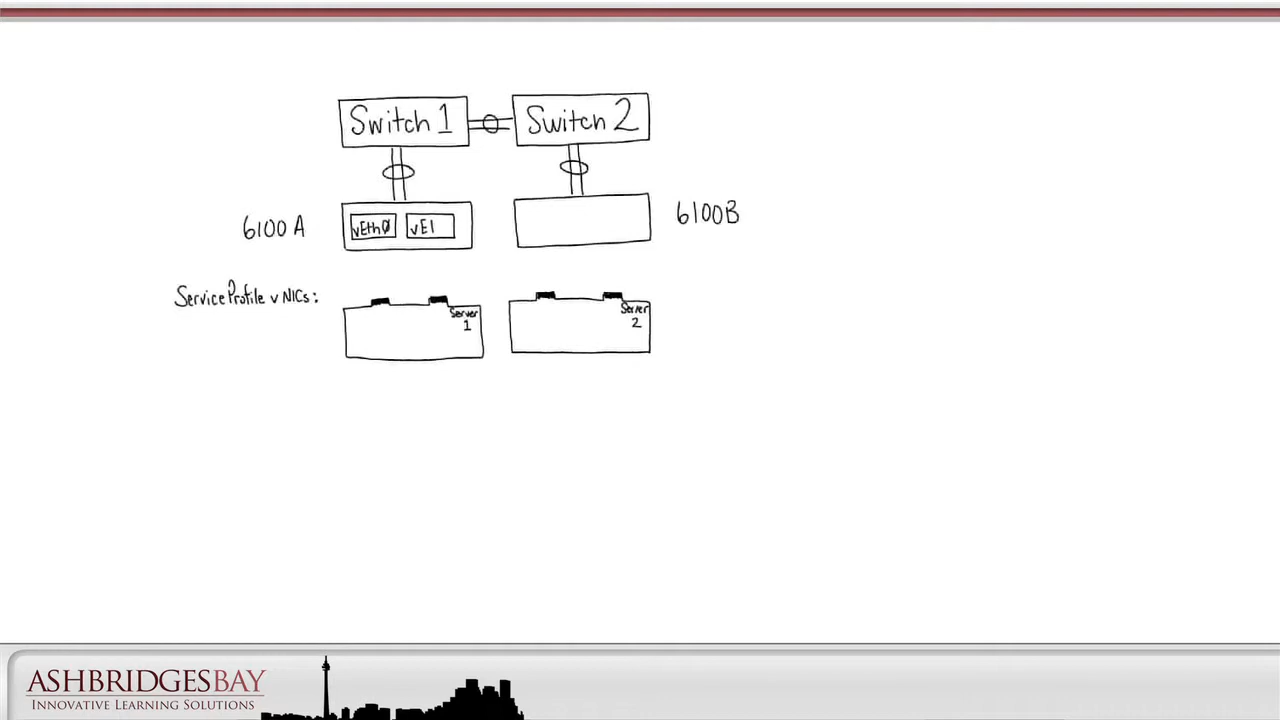 Switch 1
Switch 2
6100 A
vEth0
vE1
6100B
Service Profile vNICs:
Server
1
Server
2
ASHBRIDGESBAY
INNOVATIVE LEARNING SOLUTIONS